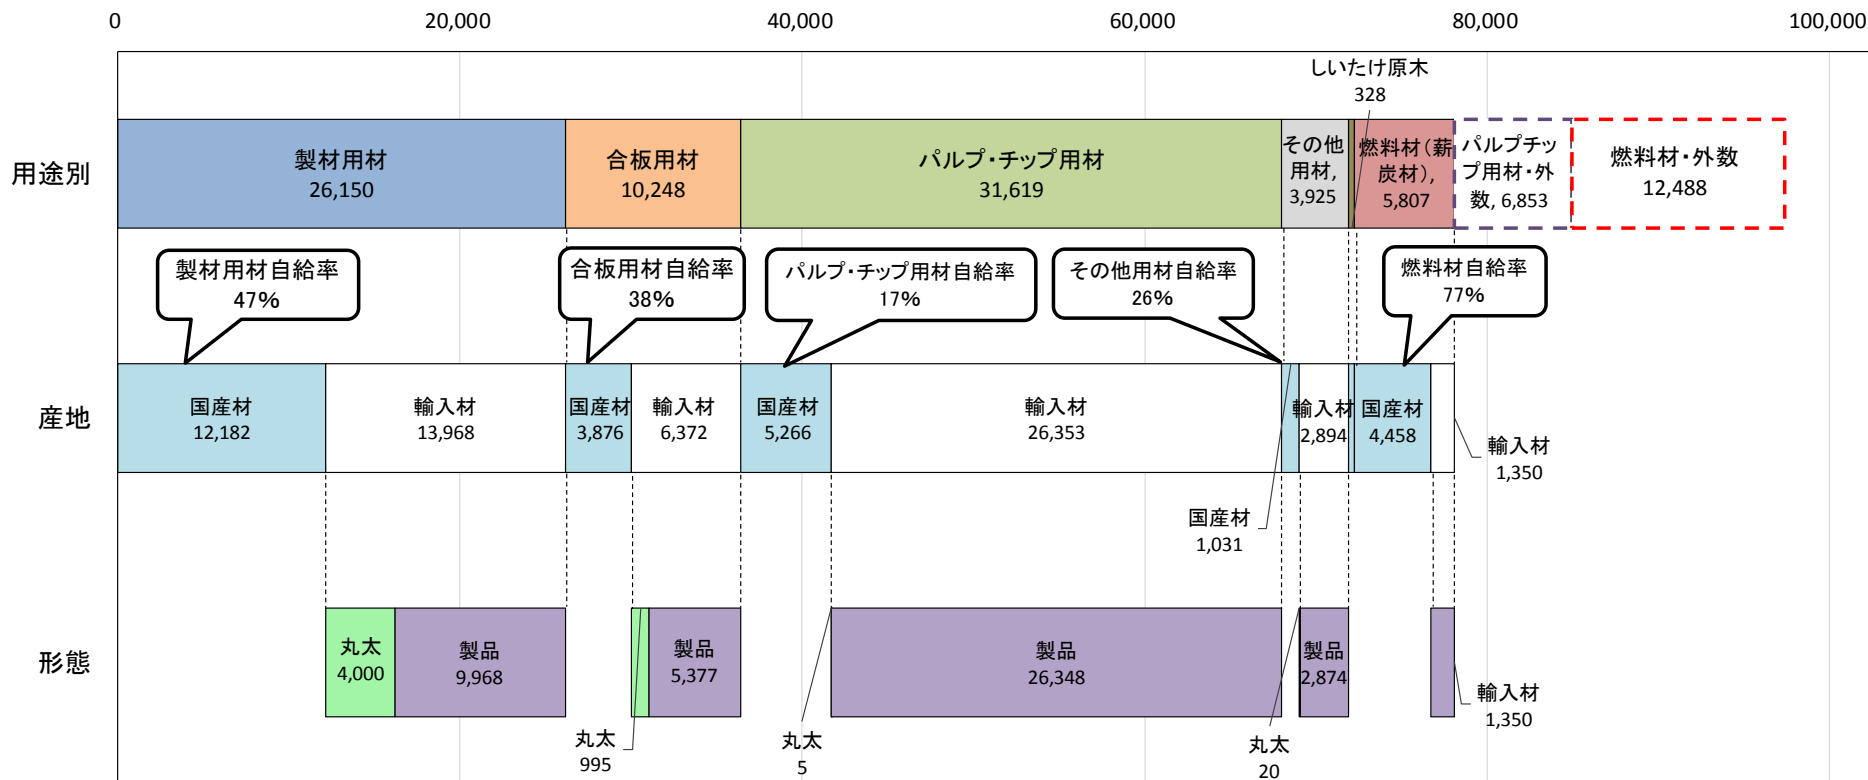 0
20,000
40,000
60,000
80,000
100,000
しいたけ原木
328
用途別
製材用材
26,150
合板用材
10,248
パルプ・チップ用材
31,619
その他
用材,
3,925
燃料材(薪
炭材),
5,807
パルプチッ
プ用材・外
数, 6,853
燃料材・外数
12,488
製材用材自給率
47%
合板用材自給率
38%
パルプ・チップ用材自給率
17%
その他用材自給率
26%
燃料材自給率
77%
産地
国産材
12,182
輸入材
13,968
国産材
3,876
輸入材
6,372
国産材
5,266
輸入材
26,353
国産材
1,031
輸入材
2,894
国産材
4,458
輸入材
1,350
形態
丸太
4,000
製品
9,968
丸太
995
製品
5,377
丸太
5
製品
26,348
丸太
20
製品
2,874
輸入材
1,350